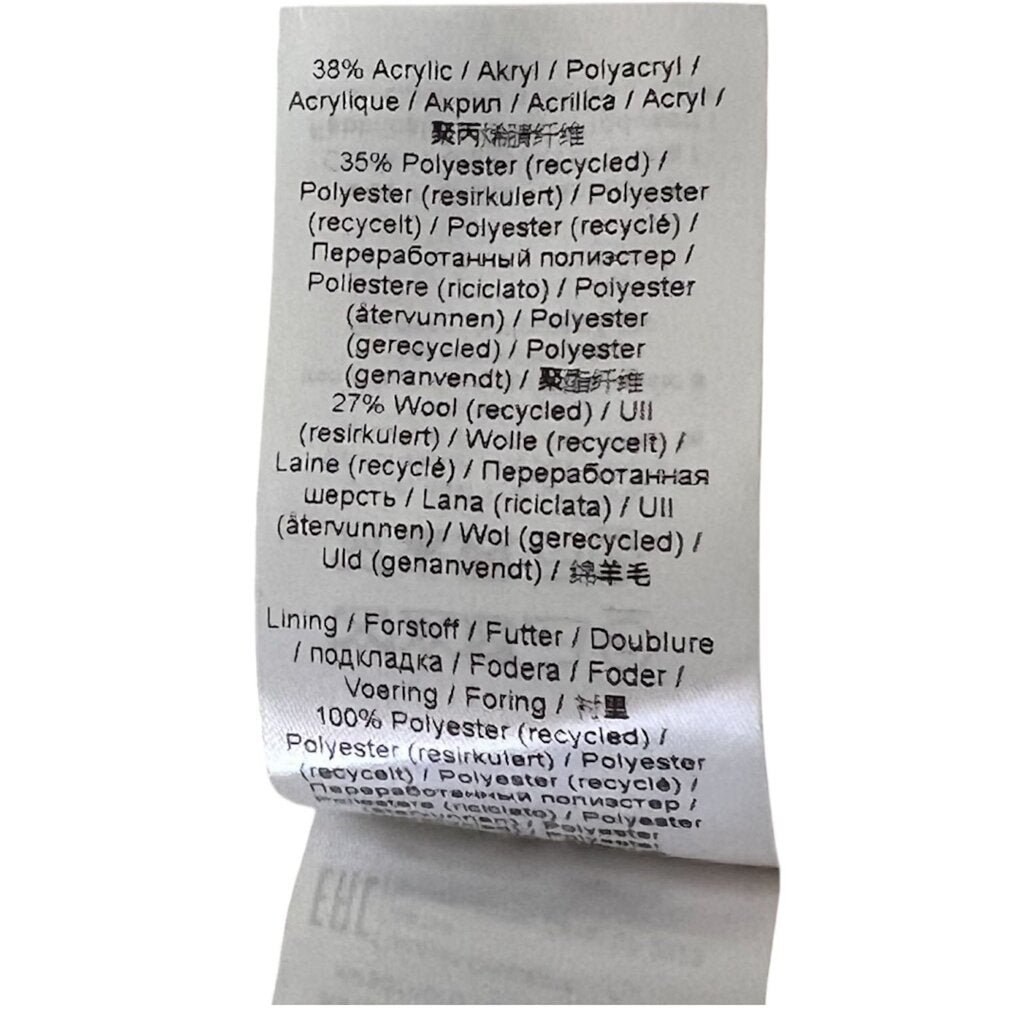 38% Acrylic / Akryl / Polyacryl /
Acrylique / Акрил / Acrilica / Acryl /
聚丙烯腈纤维
35% Polyester (recycled) /
Polyester (resirkulert) / Polyester
(recycelt) / Polyester (recyclé) /
Переработанный полиэстер /
Poliestere (riciclato) / Polyester
(återvunnen) / Polyester
(gerecycled) / Polyester
(genanvendt) / 聚酯纤维
27% Wool (recycled) / Ull
(resirkulert) / Wolle (recycelt) /
Laine (recyclé) / Переработанная
шерсть / Lana (riciclata) / Ull
(återvunnen) / Wol (gerecycled) /
Uld (genanvendt) / 绵羊毛
Lining / Forstoff / Futter / Doublure
/ подкладка / Fodera / Foder /
Voering / Foring / 衬里
100% Polyester (recycled) /
Polyester (resirkulert) / Polyester
(recycelt) / Polyester (recyclé) /
Переработанный полиэстер /
Poliestere (riciclato) / Polyester
(återvunnen) / Polyester